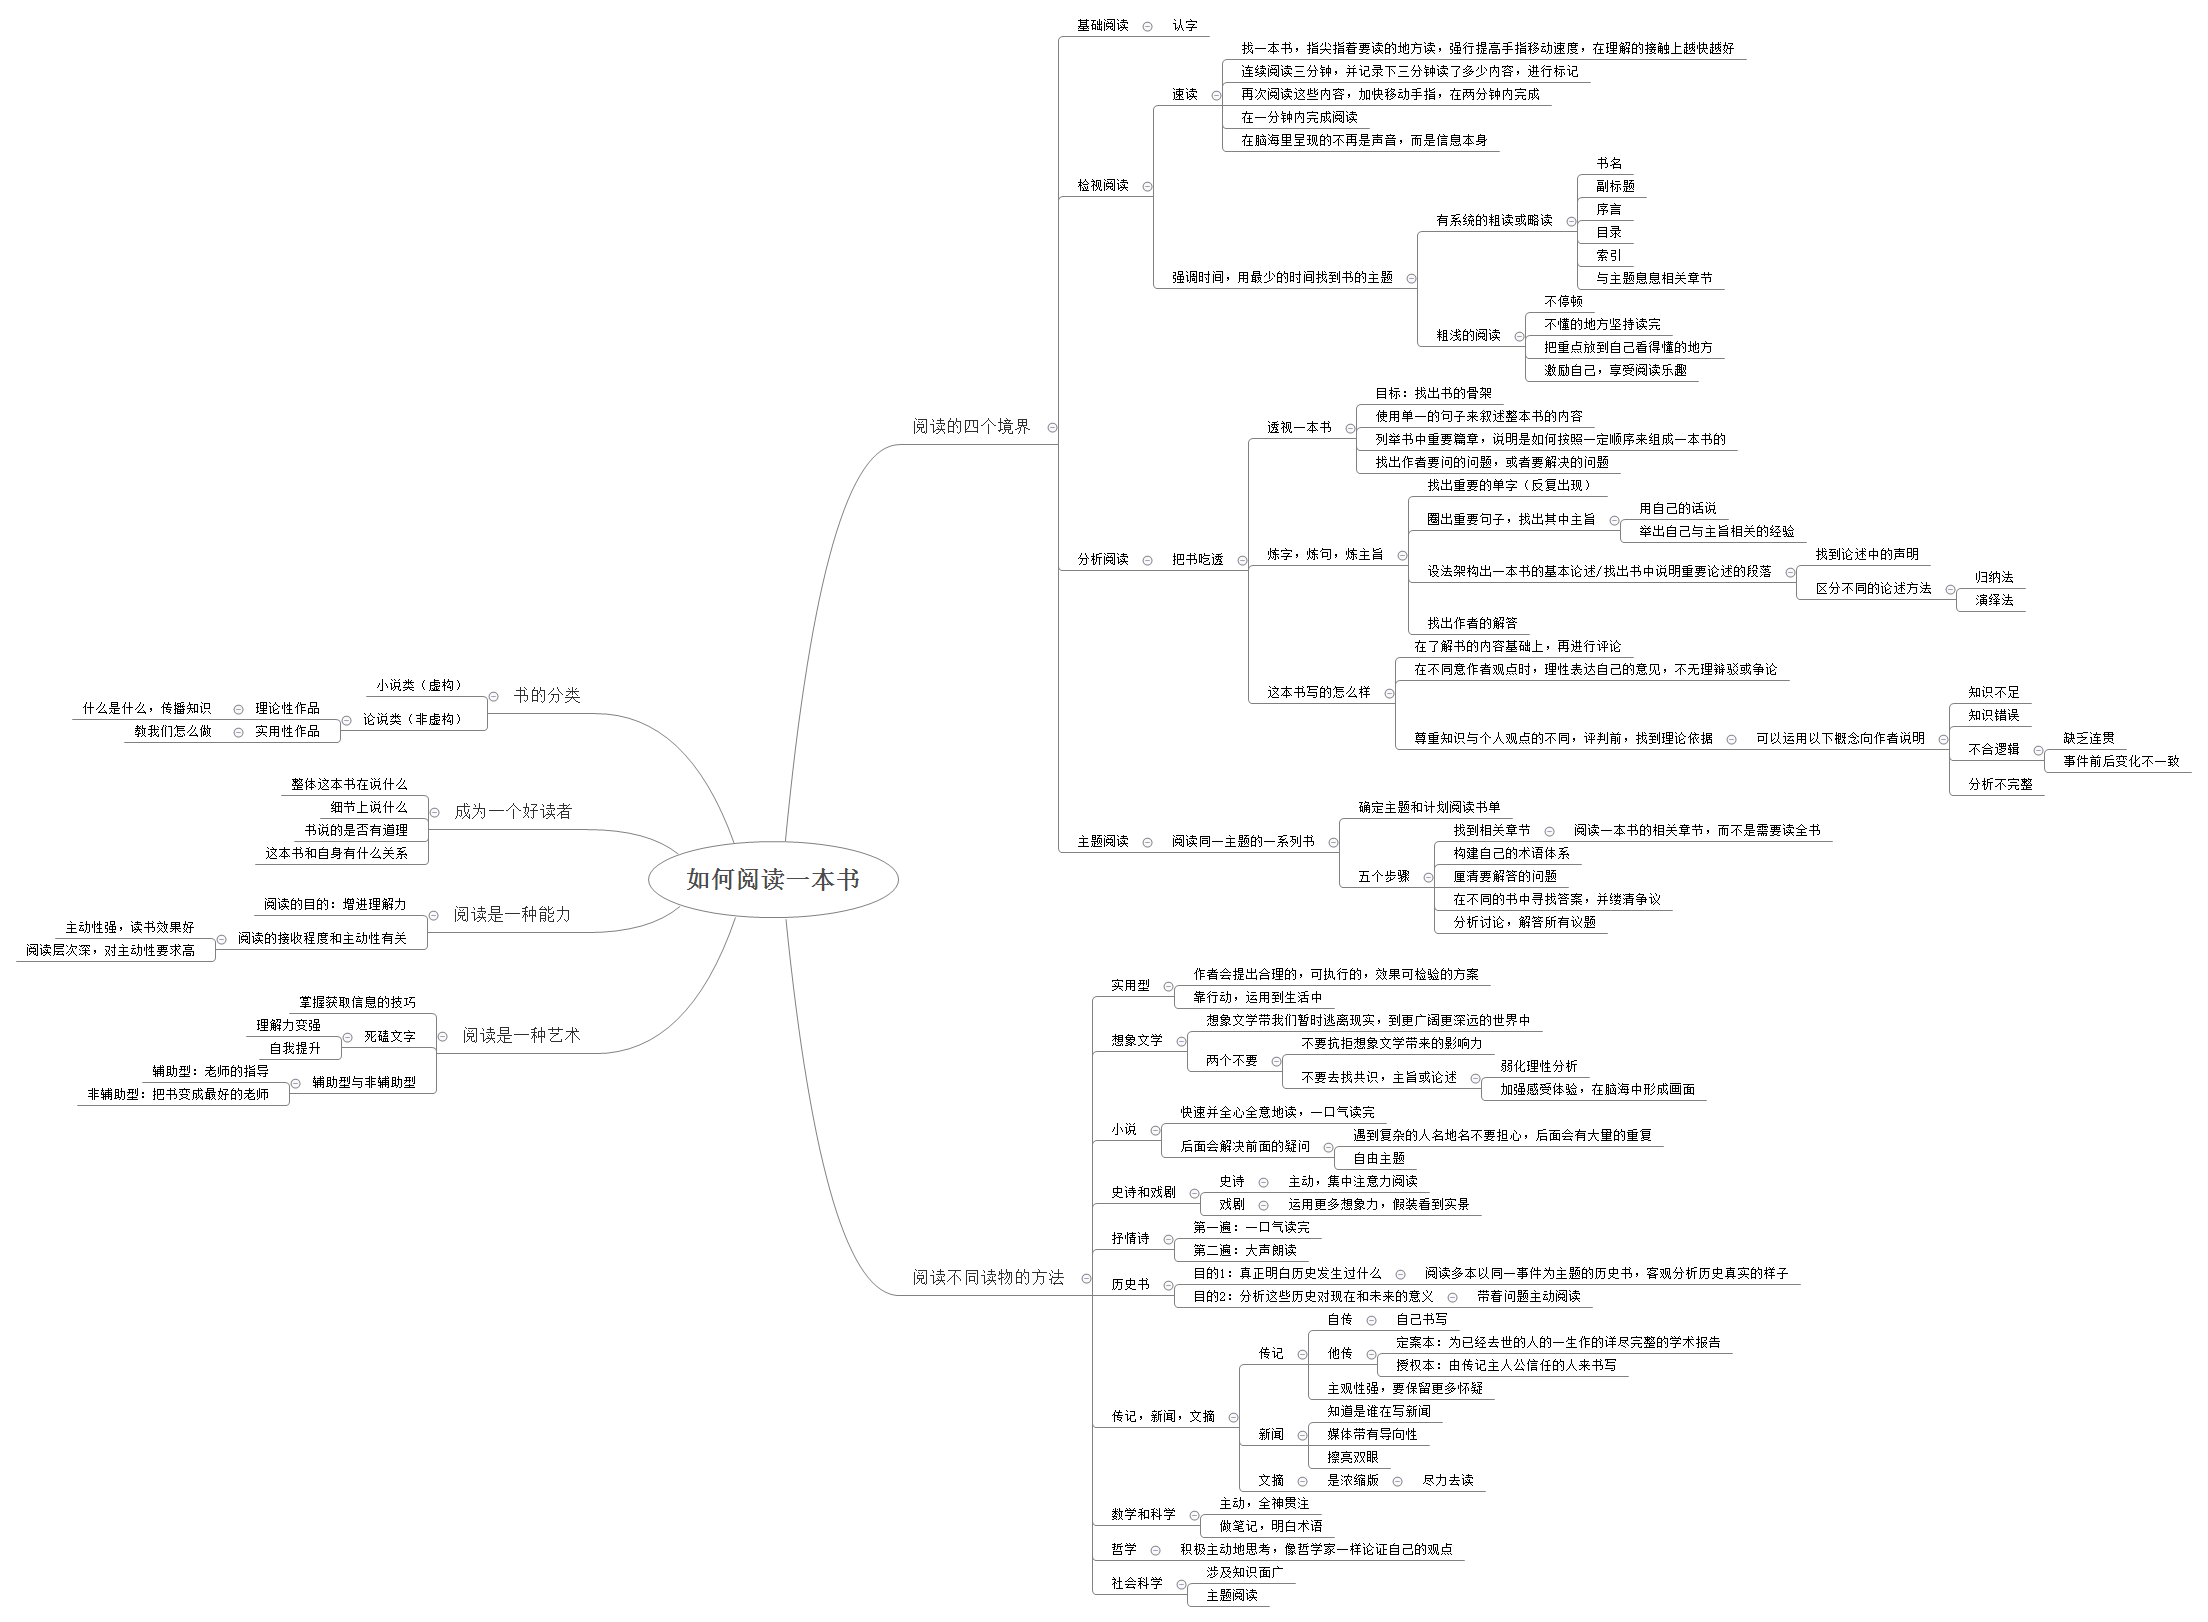 如何阅读一本书
阅读的四个境界
基础阅读
认字
检视阅读
速读
找一本书，指尖指着要读的地方读，强行提高手指移动速度，在理解的接触上越快越好
连续阅读三分钟，并记录下三分钟读了多少内容，进行标记
再次阅读这些内容，加快移动手指，在两分钟内完成
在一分钟内完成阅读
在脑海里呈现的不再是声音，而是信息本身
强调时间，用最少的时间找到书的主题
有系统的粗读或略读
书名
副标题
序言
目录
索引
与主题息息相关章节
粗浅的阅读
不停顿
不懂的地方坚持读完
把重点放到自己看得懂的地方
激励自己，享受阅读乐趣
分析阅读
把书吃透
透视一本书
目标：找出书的骨架
使用单一的句子来叙述整本书的内容
列举书中重要篇章，说明是如何按照一定顺序来组成一本书的
找出作者要问的问题，或者要解决的问题
炼字，炼句，炼主旨
找出重要的单字（反复出现）
圈出重要句子，找出其中主旨
用自己的话说
举出自己与主旨相关的经验
设法架构出一本书的基本论述/找出书中说明重要论述的段落
找到论述中的声明
区分不同的论述方法
归纳法
演绎法
找出作者的解答
这本书写的怎么样
在了解书的内容基础上，再进行评论
在不同意作者观点时，理性表达自己的意见，不无理辩驳或争论
尊重知识与个人观点的不同，评判前，找到理论依据
可以运用以下概念向作者说明
知识不足
知识错误
不合逻辑
缺乏连贯
事件前后变化不一致
分析不完整
主题阅读
阅读同一主题的一系列书
确定主题和计划阅读书单
五个步骤
找到相关章节
阅读一本书的相关章节，而不是需要读全书
构建自己的术语体系
厘清要解答的问题
在不同的书中寻找答案，并缕清争议
分析讨论，解答所有议题
阅读不同读物的方法
实用型
作者会提出合理的，可执行的，效果可检验的方案
靠行动，运用到生活中
想象文学
想象文学带我们暂时逃离现实，到更广阔更深远的世界中
两个不要
不要抗拒想象文学带来的影响力
不要去找共识，主旨或论述
弱化理性分析
加强感受体验，在脑海中形成画面
小说
快速并全心全意地读，一口气读完
后面会解决前面的疑问
遇到复杂的人名地名不要担心，后面会有大量的重复
自由主题
史诗和戏剧
史诗
主动，集中注意力阅读
戏剧
运用更多想象力，假装看到实景
抒情诗
第一遍：一口气读完
第二遍：大声朗读
历史书
目的1：真正明白历史发生过什么
阅读多本以同一事件为主题的历史书，客观分析历史真实的样子
目的2：分析这些历史对现在和未来的意义
带着问题主动阅读
传记，新闻，文摘
传记
自传
自己书写
他传
定案本：为已经去世的人的一生作的详尽完整的学术报告
授权本：由传记主人公信任的人来书写
主观性强，要保留更多怀疑
新闻
知道是谁在写新闻
媒体带有导向性
擦亮双眼
文摘
是浓缩版
尽力去读
数学和科学
主动，全神贯注
做笔记，明白术语
哲学
积极主动地思考，像哲学家一样论证自己的观点
社会科学
涉及知识面广
主题阅读
书的分类
小说类（虚构）
论说类（非虚构）
理论性作品
什么是什么，传播知识
实用性作品
教我们怎么做
成为一个好读者
整体这本书在说什么
细节上说什么
书说的是否有道理
这本书和自身有什么关系
阅读是一种能力
阅读的目的：增进理解力
阅读的接收程度和主动性有关
主动性强，读书效果好
阅读层次深，对主动性要求高
阅读是一种艺术
掌握获取信息的技巧
死磕文字
理解力变强
自我提升
辅助型与非辅助型
辅助型：老师的指导
非辅助型：把书变成最好的老师